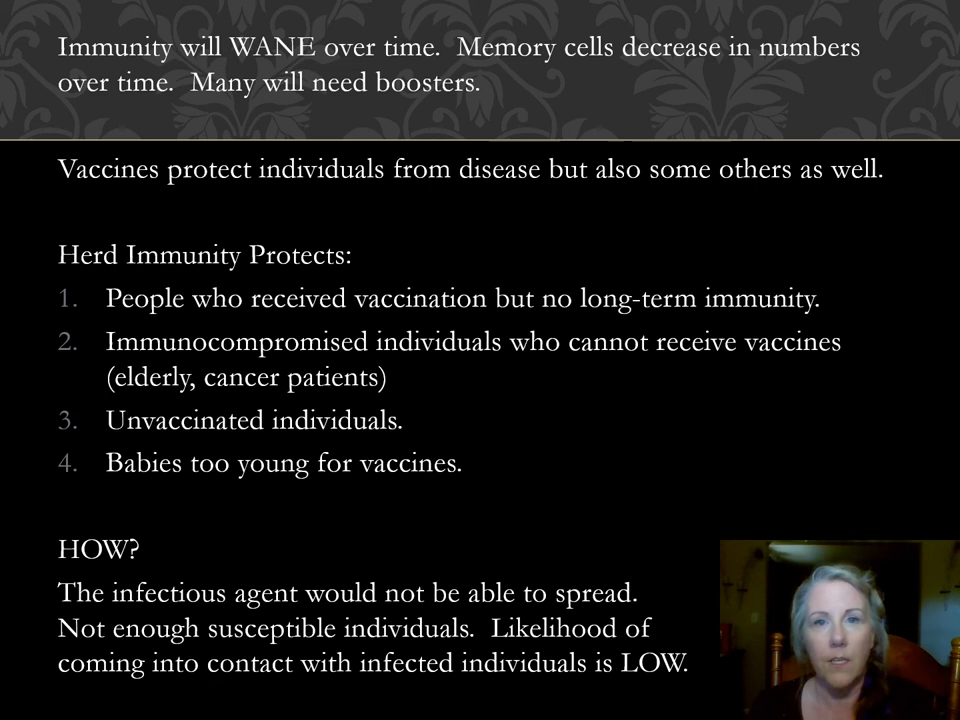 Immunity will WANE over time. Memory cells decrease in numbers
over time. Many will need boosters.
Vaccines protect individuals from disease but also some others as well.
Herd Immunity Protects:
1. People who received vaccination but no long-term immunity.
2. Immunocompromised individuals who cannot receive vaccines
(elderly, cancer patients)
3. Unvaccinated individuals.
4. Babies too young for vaccines.
HOW?
The infectious agent would not be able to spread.
Not enough susceptible individuals. Likelihood of
coming into contact with infected individuals is LOW.